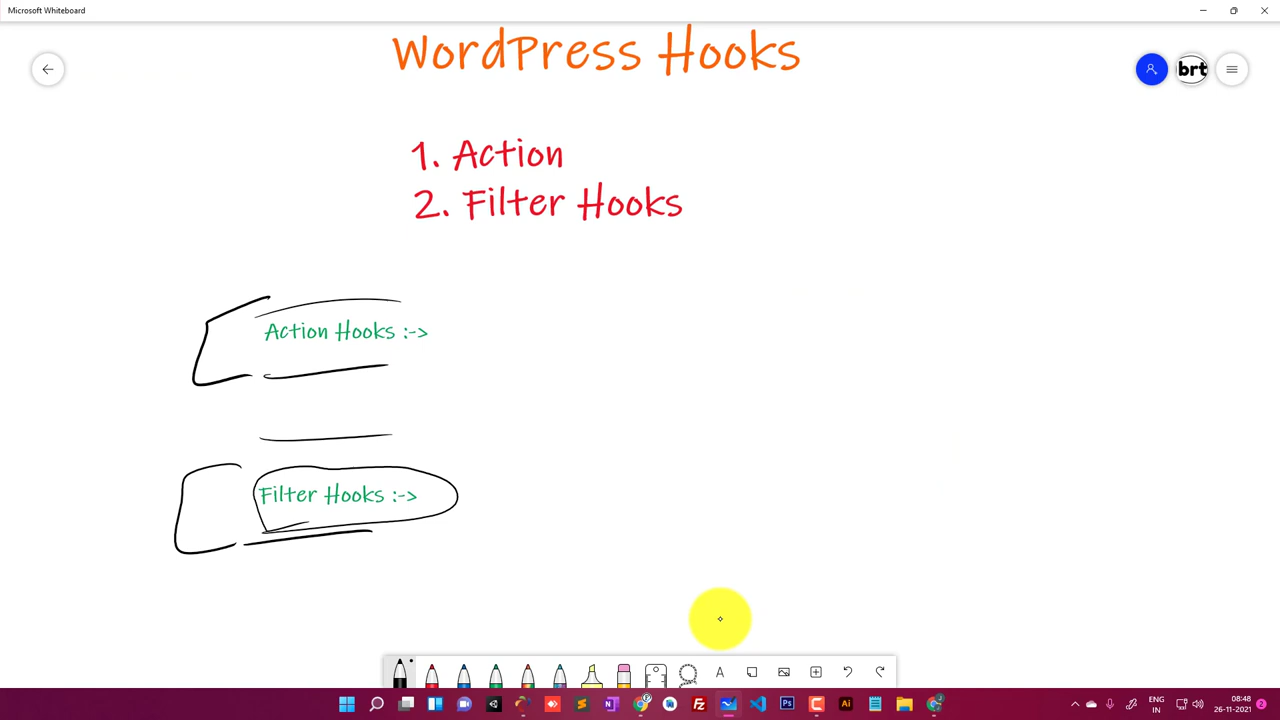 Microsoft Whiteboard
WordPress Hooks
brt
1. Action
2. Filter Hooks
Action Hooks :->
Filter Hooks :->
A
ENG
IN
08:48
26-11-2021